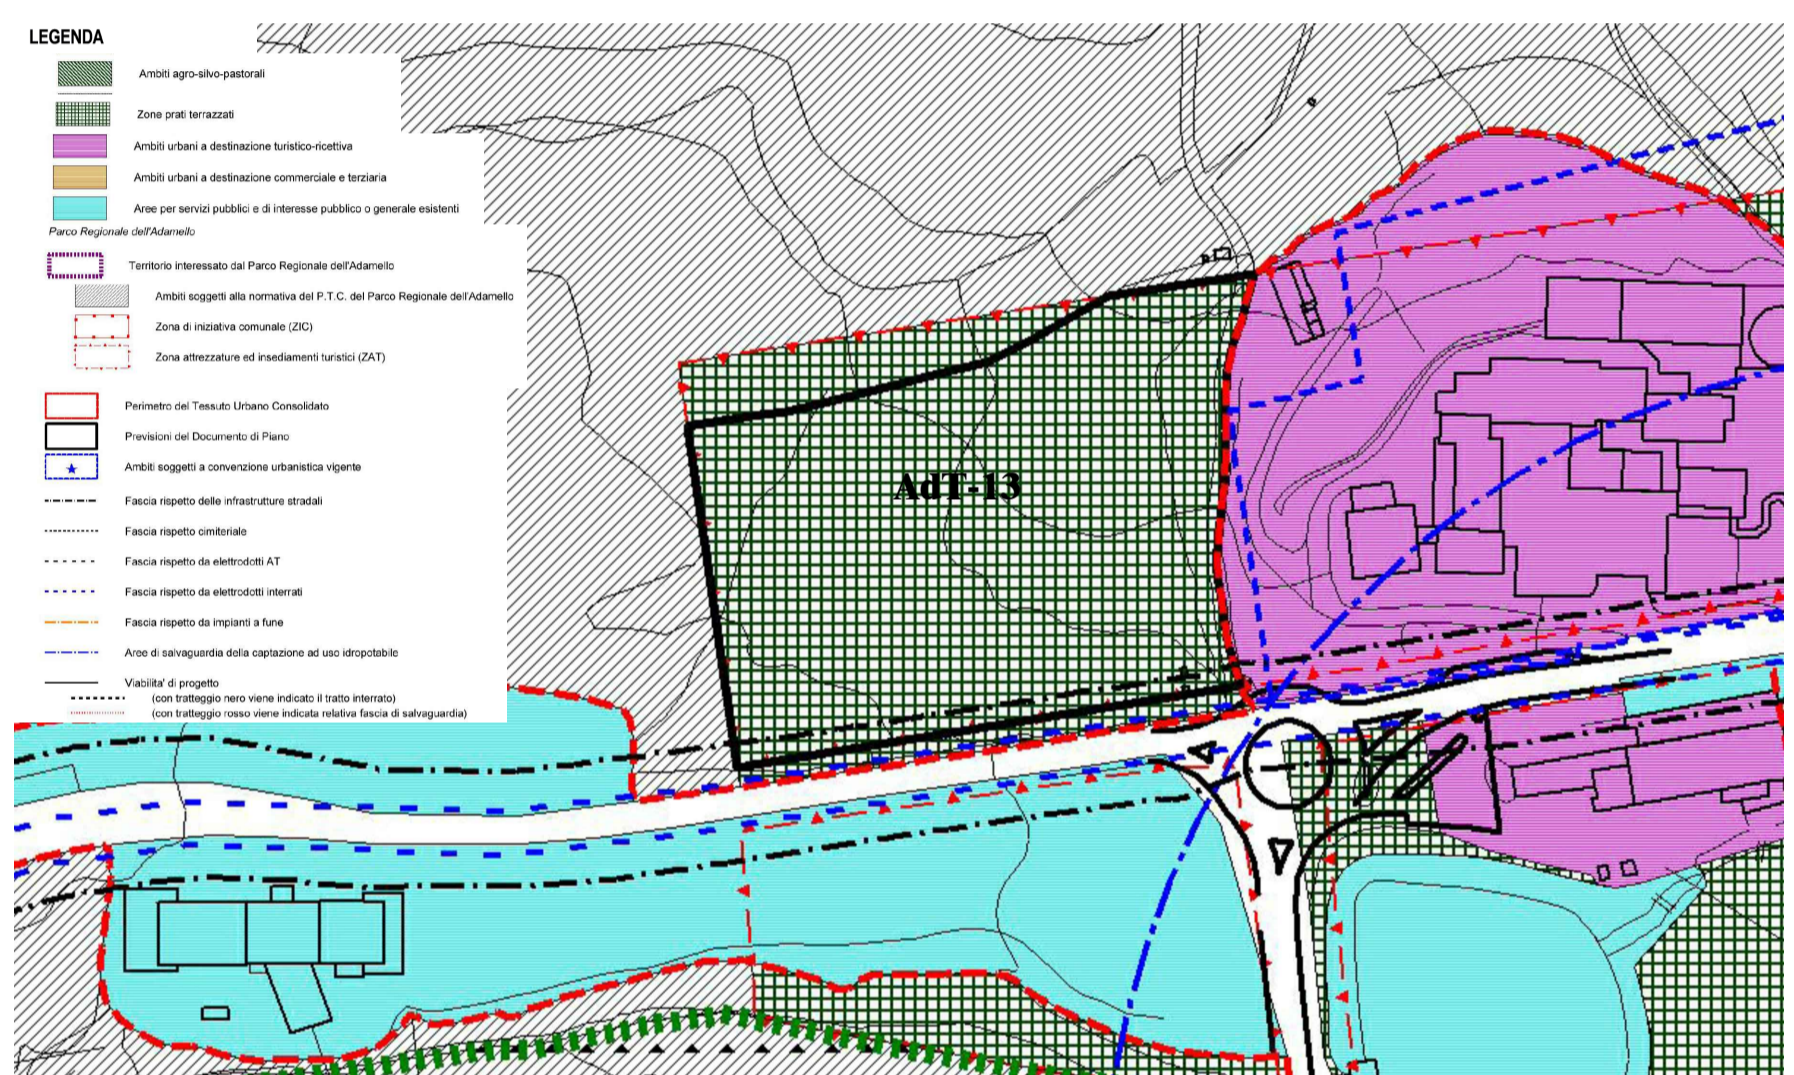 LEGENDA
Ambiti agro-silvo-pastorali
Zone prati terrazzati
Ambiti urbani a destinazione turistico-ricettiva
Ambiti urbani a destinazione commerciale e terziaria
Aree per servizi pubblici e di interesse pubblico o generale esistenti
Parco Regionale dell'Adamello
Territorio interessato dal Parco Regionale dell'Adamello
Ambiti soggetti alla normativa del P.T.C. del Parco Regionale dell'Adamello
Zona di iniziativa comunale (ZIC)
Zona attrezzature ed insediamenti turistici (ZAT)
Perimetro del Tessuto Urbano Consolidato
Previsioni del Documento di Piano
Ambiti soggetti a convenzione urbanistica vigente
Fascia rispetto delle infrastrutture stradali
Fascia rispetto cimiteriale
Fascia rispetto da elettrodotti AT
Fascia rispetto da elettrodotti interrati
Fascia rispetto da impianti a fune
Aree di salvaguardia della captazione ad uso idropotabile
Viabilita' di progetto
(con tratteggio nero viene indicato il tratto interrato)
(con tratteggio rosso viene indicata relativa fascia di salvaguardia)
AdT-13